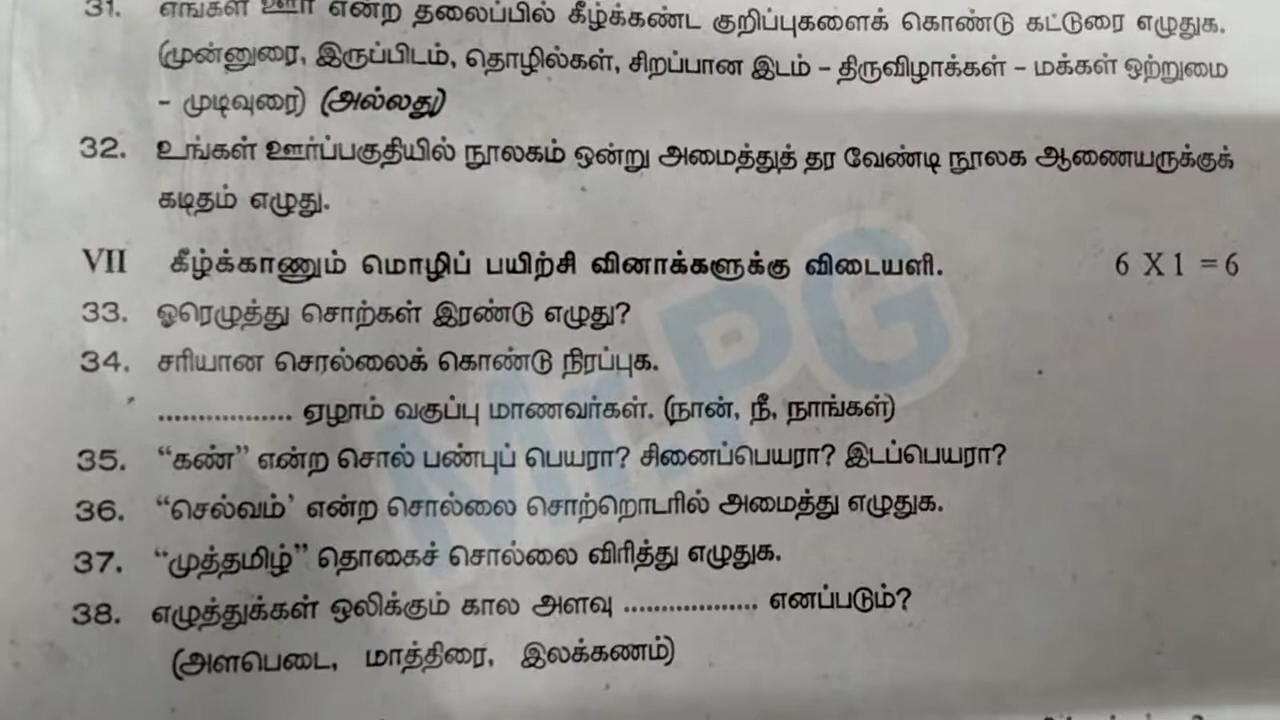 31. எங்கள் ஊர் என்ற தலைப்பில் கீழ்க்கண்ட குறிப்புகளைக் கொண்டு கட்டுரை எழுதுக.
(முன்னுரை, இருப்பிடம், தொழில்கள், சிறப்பான இடம் – திருவிழாக்கள் – மக்கள் ஒற்றுமை
– முடிவுரை) (அல்லது)
32. உங்கள் ஊர்ப்பகுதியில் நூலகம் ஒன்று அமைத்துத் தர வேண்டி நூலக ஆணையருக்குக்
கடிதம் எழுது.
VII கீழ்க்காணும் மொழிப் பயிற்சி வினாக்களுக்கு விடையளி. 6 X 1 = 6
33. ஓரெழுத்து சொற்கள் இரண்டு எழுது?
34. சரியான சொல்லைக் கொண்டு நிரப்புக.
................. ஏழாம் வகுப்பு மாணவர்கள். (நான், நீ, நாங்கள்)
35. “கண்” என்ற சொல் பண்புப் பெயரா? சினைப்பெயரா? இடப்பெயரா?
36. “செல்வம்’ என்ற சொல்லை சொற்றொடரில் அமைத்து எழுதுக.
37. “முத்தமிழ்” தொகைச் சொல்லை விரித்து எழுதுக.
38. எழுத்துக்கள் ஒலிக்கும் கால அளவு .................. எனப்படும்?
(அளபெடை, மாத்திரை, இலக்கணம்)
Mr.PG